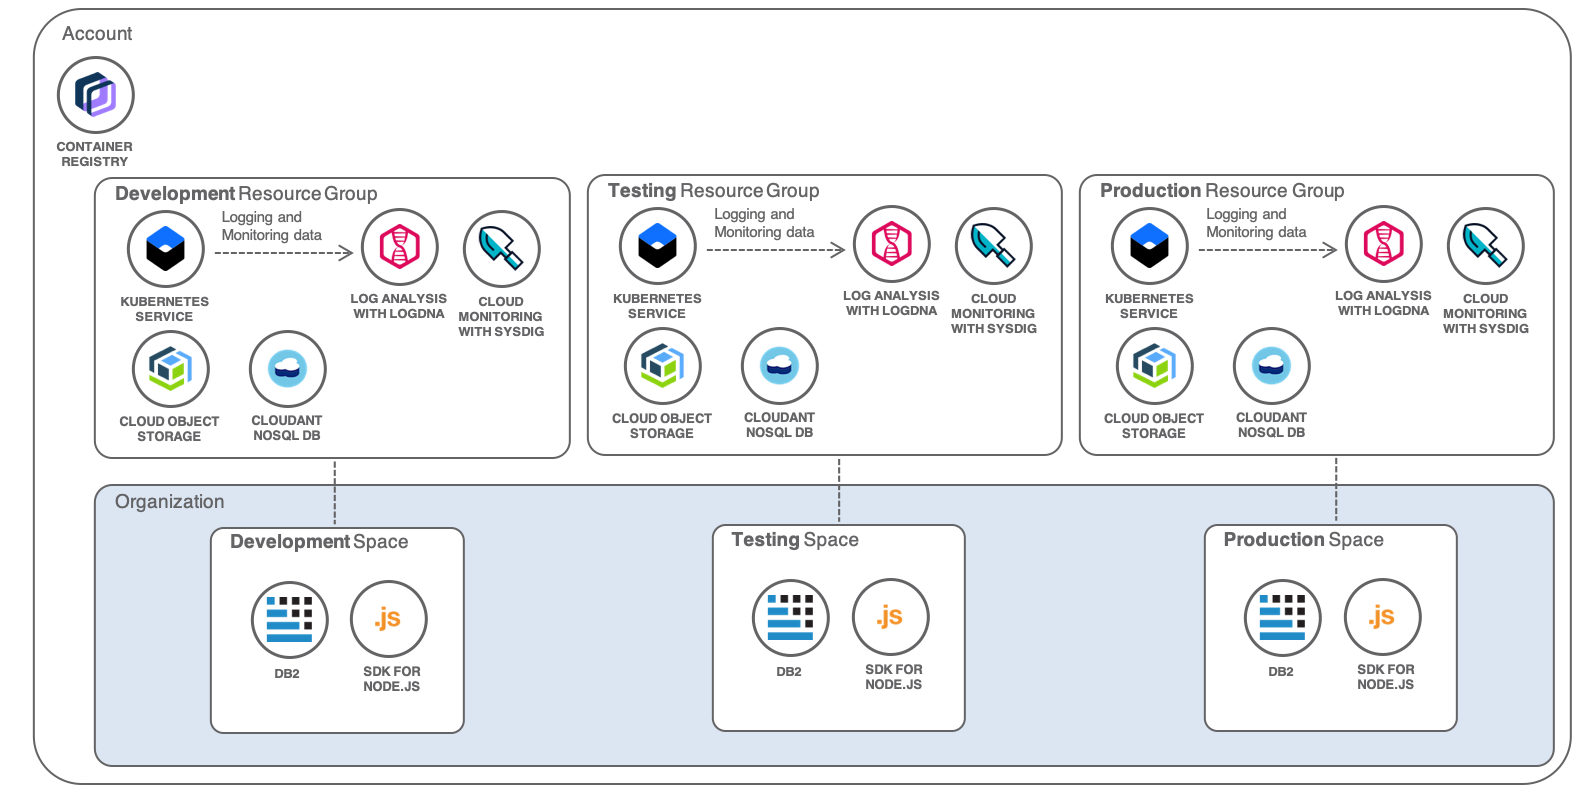 Account
CONTAINER
REGISTRY
Development Resource Group
Logging and
Monitoring data
KUBERNETES
SERVICE
LOG ANALYSIS
WITH LOGDNA
CLOUD
MONITORING
WITH SYSDIG
CLOUD OBJECT
STORAGE
CLOUDANT
NOSQL DB
Testing Resource Group
Logging and
Monitoring data
KUBERNETES
SERVICE
LOG ANALYSIS
WITH LOGDNA
CLOUD
MONITORING
WITH SYSDIG
CLOUD OBJECT
STORAGE
CLOUDANT
NOSQL DB
Production Resource Group
Logging and
Monitoring data
KUBERNETES
SERVICE
LOG ANALYSIS
WITH LOGDNA
CLOUD
MONITORING
WITH SYSDIG
CLOUD OBJECT
STORAGE
CLOUDANT
NOSQL DB
Organization
Development Space
DB2
.js
SDK FOR
NODE.JS
Testing Space
DB2
.js
SDK FOR
NODE.JS
Production Space
DB2
.js
SDK FOR
NODE.JS